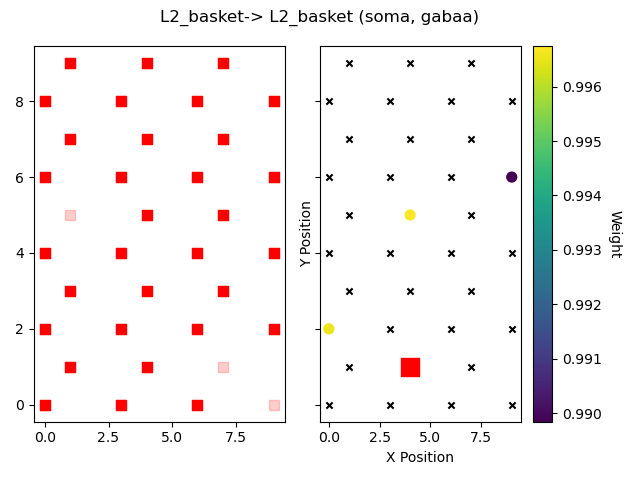 L2_basket-> L2_basket (soma, gabaa)
8
6
4
2
0
0.0 2.5 5.0 7.5
Y Position
0.0 2.5 5.0 7.5
X Position
0.996
0.995
0.994
0.993
0.992
0.991
0.990
Weight